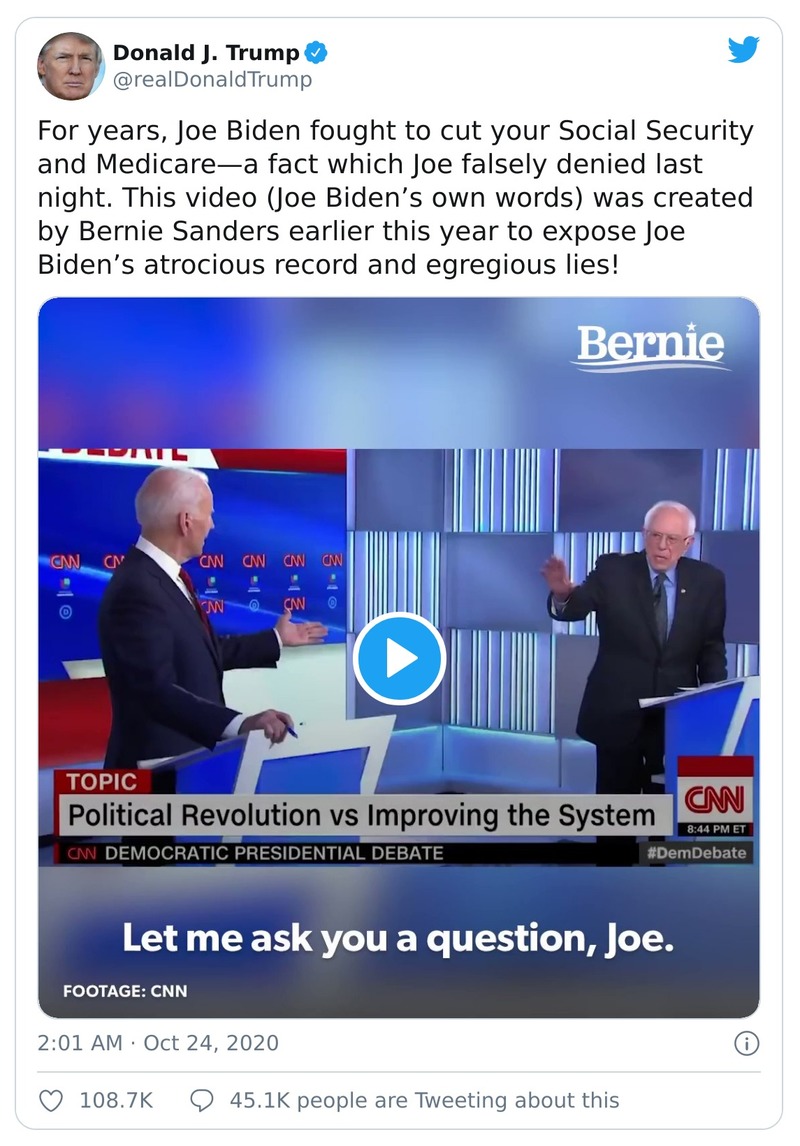 Donald J. Trump
@realDonaldTrump
For years, Joe Biden fought to cut your Social Security
and Medicare—a fact which Joe falsely denied last
night. This video (Joe Biden’s own words) was created
by Bernie Sanders earlier this year to expose Joe
Biden’s atrocious record and egregious lies!
Bernie
DEBATE
CNN CNN CNN CNN CNN
CNN CNN
TOPIC
Political Revolution vs Improving the System
CNN
8:44 PM ET
CNN DEMOCRATIC PRESIDENTIAL DEBATE
#DemDebate
Let me ask you a question, Joe.
FOOTAGE: CNN
2:01 AM · Oct 24, 2020
108.7K
45.1K people are Tweeting about this